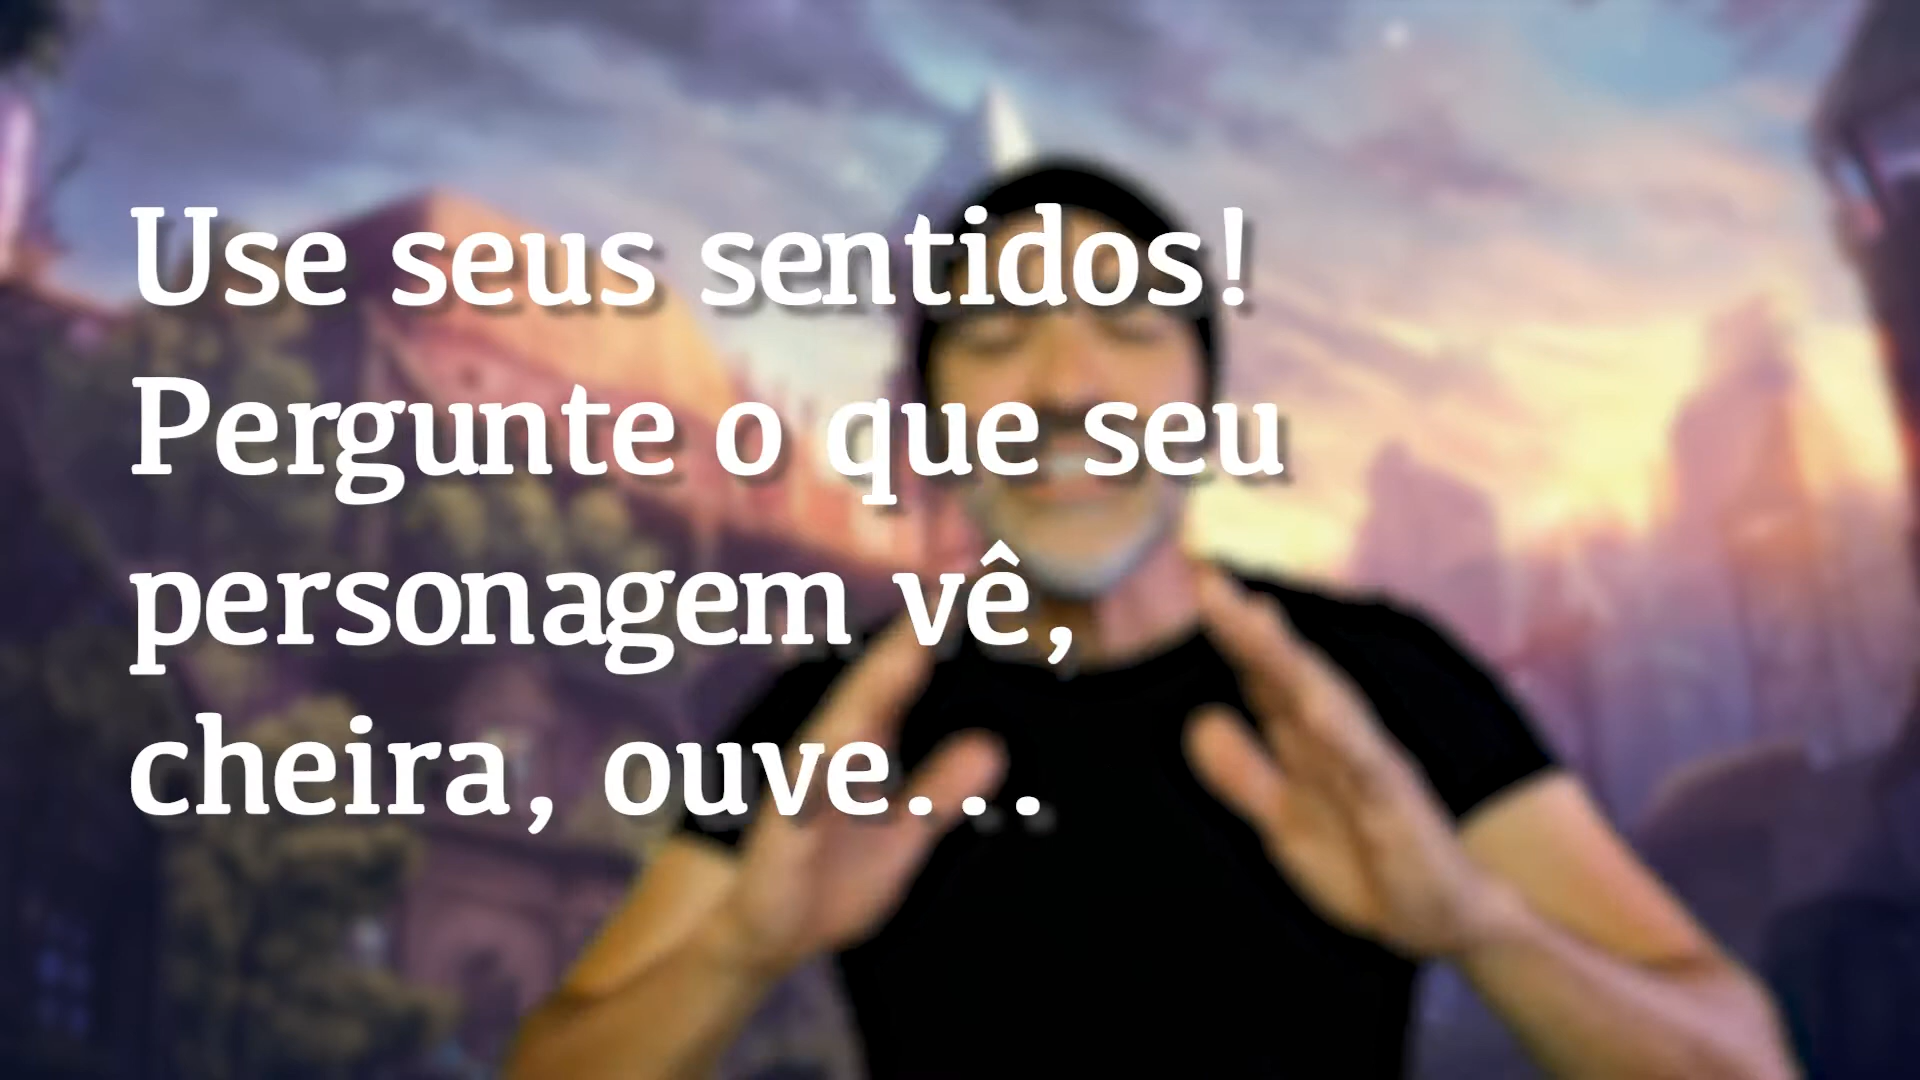 Use seus sentidos!
Pergunte o que seu
personagem vê,
cheira, ouve...